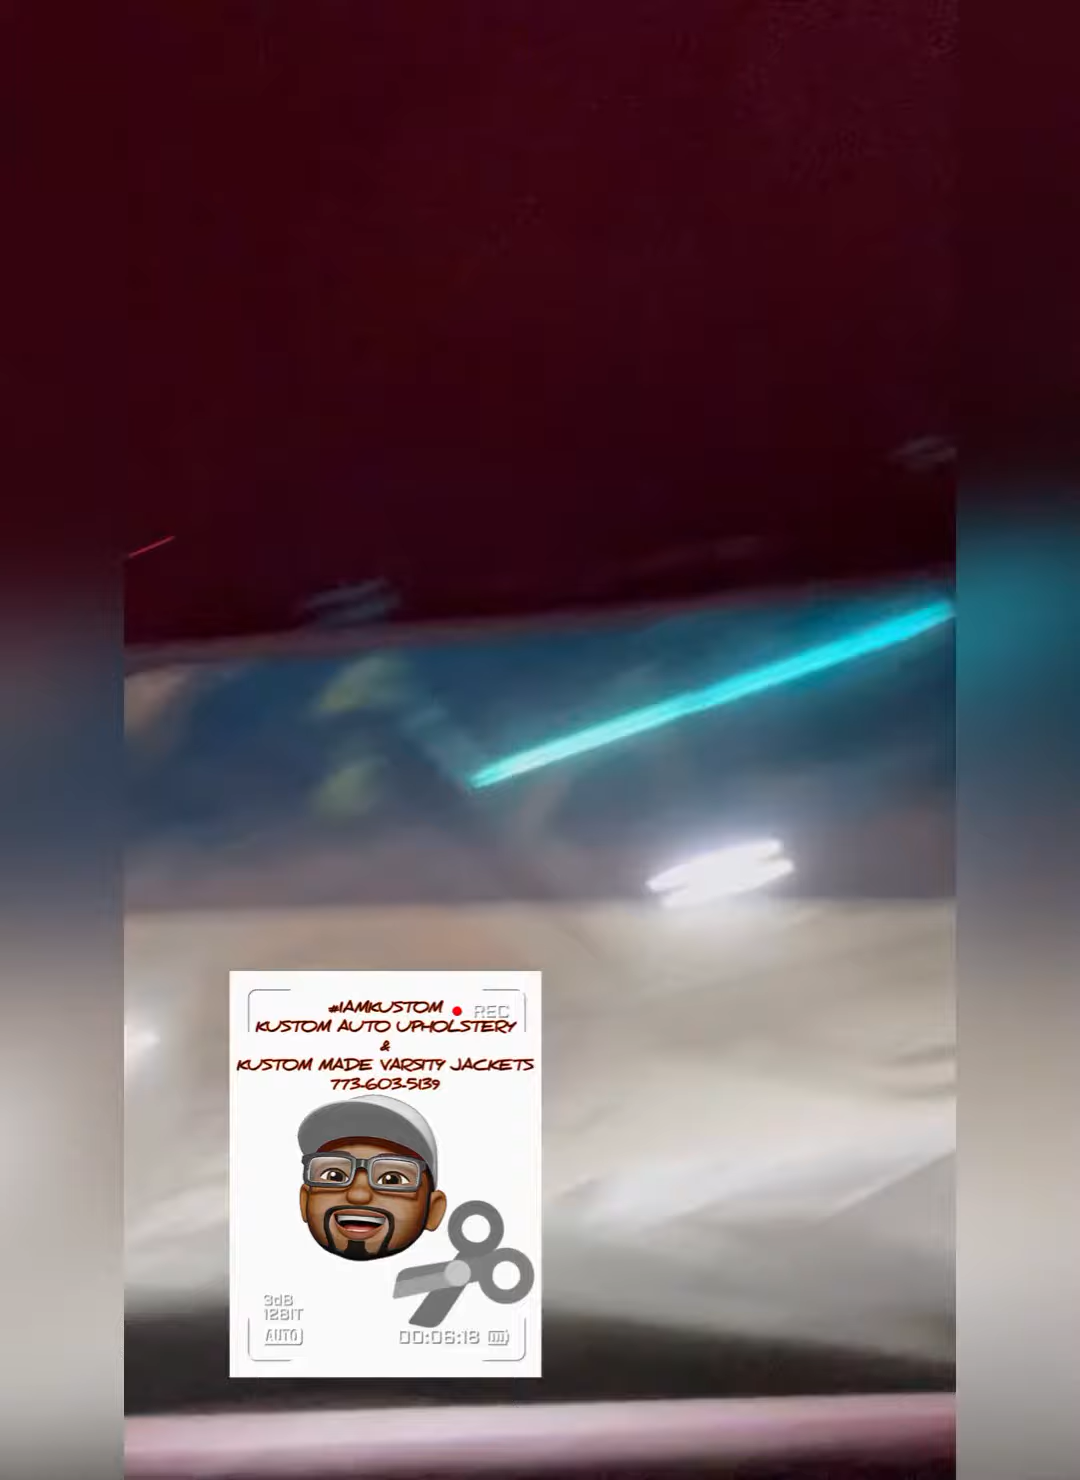 #IAMKUSTOM
REC
KUSTOM AUTO UPHOLSTERY
&
KUSTOM MADE VARSITY JACKETS
773-603-5139
3dB
12BIT
AUTO
00:06:18